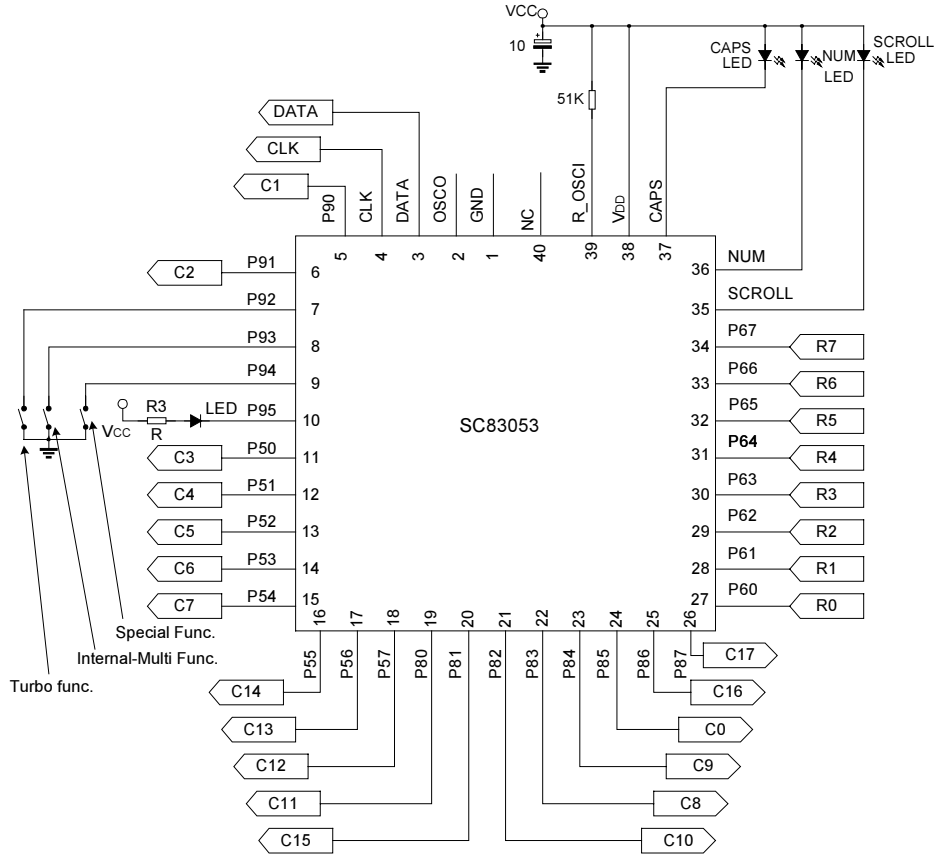 VCC
10
51K
CAPS
LED
NUM
LED
SCROLL
LED
DATA
CLK
C1
P90
CLK
DATA
OSCO
GND
NC
R_OSCI
VDD
CAPS
5
4
3
2
1
40
39
38
37
C2
P91
6
P92
7
P93
8
P94
9
R3
R
VCC
LED
P95
10
C3
P50
11
C4
P51
12
C5
P52
13
C6
P53
14
C7
P54
15
SC83053
36
NUM
35
SCROLL
34
P67
R7
33
P66
R6
32
P65
R5
31
P64
R4
30
P63
R3
29
P62
R2
28
P61
R1
27
P60
R0
16
17
18
19
20
21
22
23
24
25
26
P55
P56
P57
P80
P81
P82
P83
P84
P85
P86
P87
Special Func.
Internal-Multi Func.
Turbo func.
C17
C14
C16
C13
C0
C12
C9
C11
C8
C15
C10